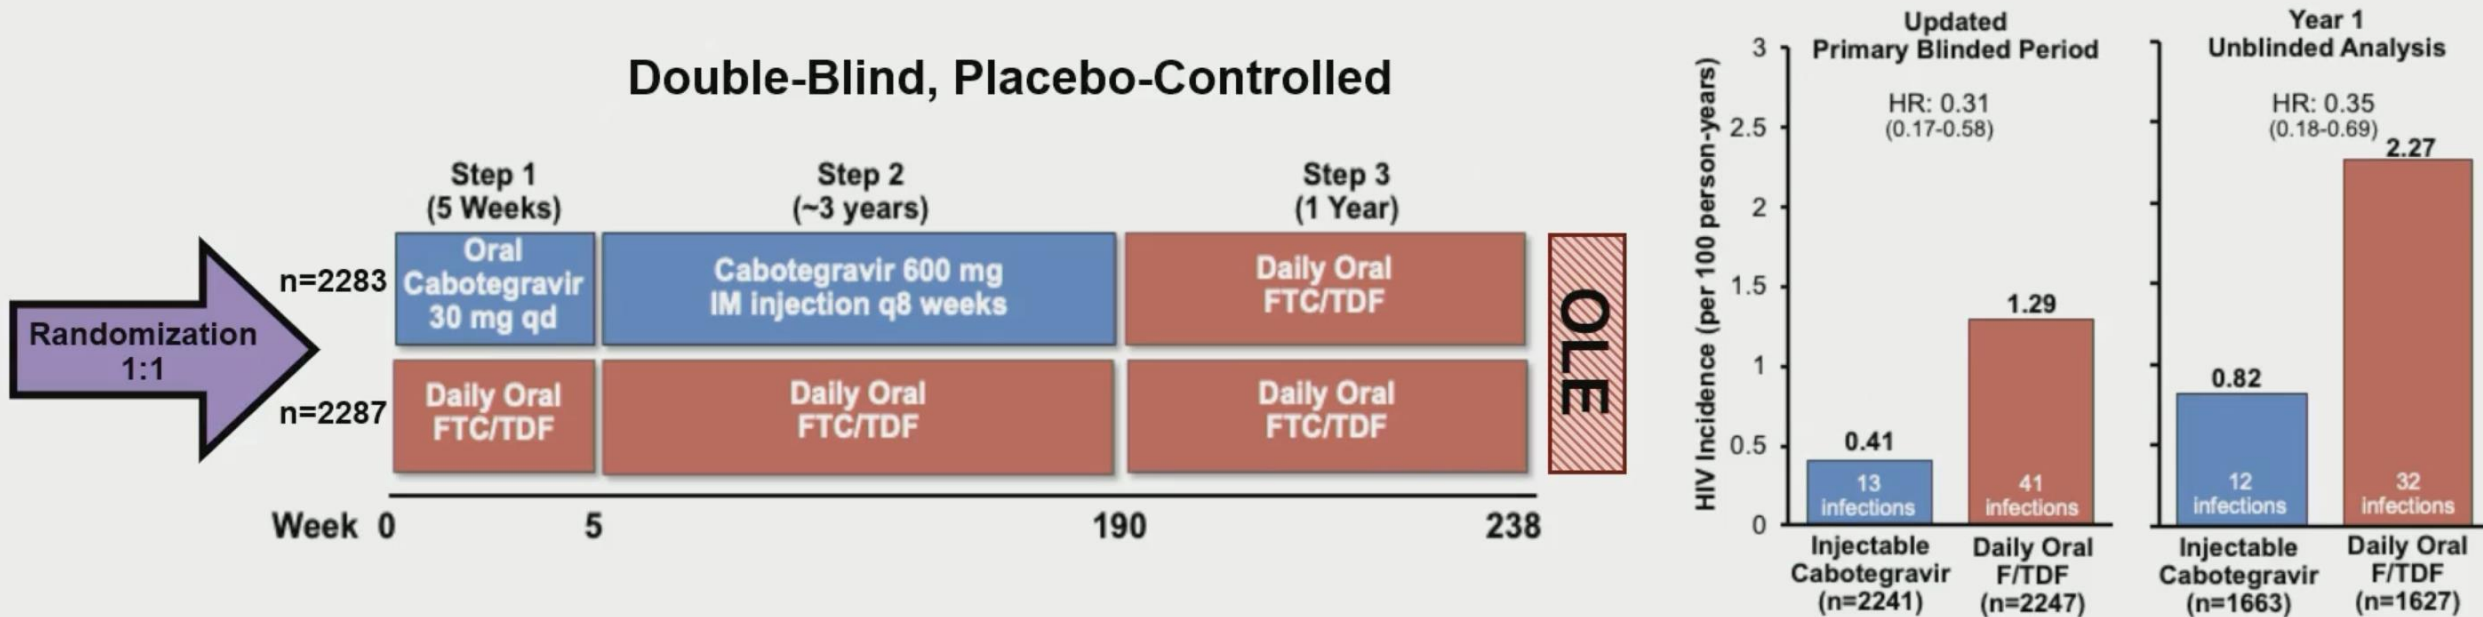 Double-Blind, Placebo-Controlled
Randomization
1:1
n=2283
n=2287
Step 1
(5 Weeks)
Step 2
(~3 years)
Step 3
(1 Year)
Oral
Cabotegravir
30 mg qd
Cabotegravir 600 mg
IM injection q8 weeks
Daily Oral
FTC/TDF
Daily Oral
FTC/TDF
Daily Oral
FTC/TDF
Daily Oral
FTC/TDF
OLE
Week 0 5 190 238
HIV Incidence (per 100 person-years)
3
2.5
2
1.5
1
0.5
0
Updated
Primary Blinded Period
HR: 0.31
(0.17-0.58)
0.41
13
infections
1.29
41
infections
Injectable
Cabotegravir
(n=2241)
Daily Oral
F/TDF
(n=2247)
Year 1
Unblinded Analysis
HR: 0.35
(0.18-0.69)
0.82
12
infections
2.27
32
infections
Injectable
Cabotegravir
(n=1663)
Daily Oral
F/TDF
(n=1627)